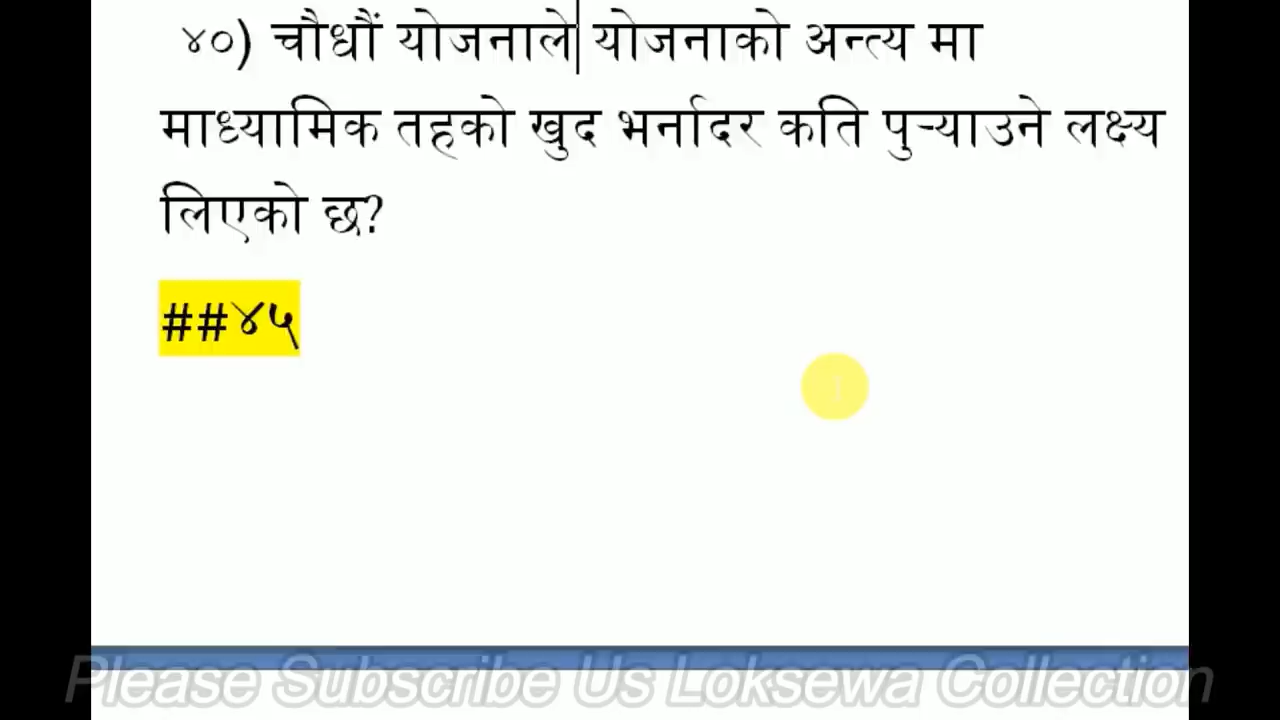 ४०) चौधौं योजनाले योजनाको अन्त्य मा
माध्यामिक तहको खुद भर्नादर कति पुर्‍याउने लक्ष्य
लिएको छ?
##४५
Please Subscribe Us Loksewa Collection